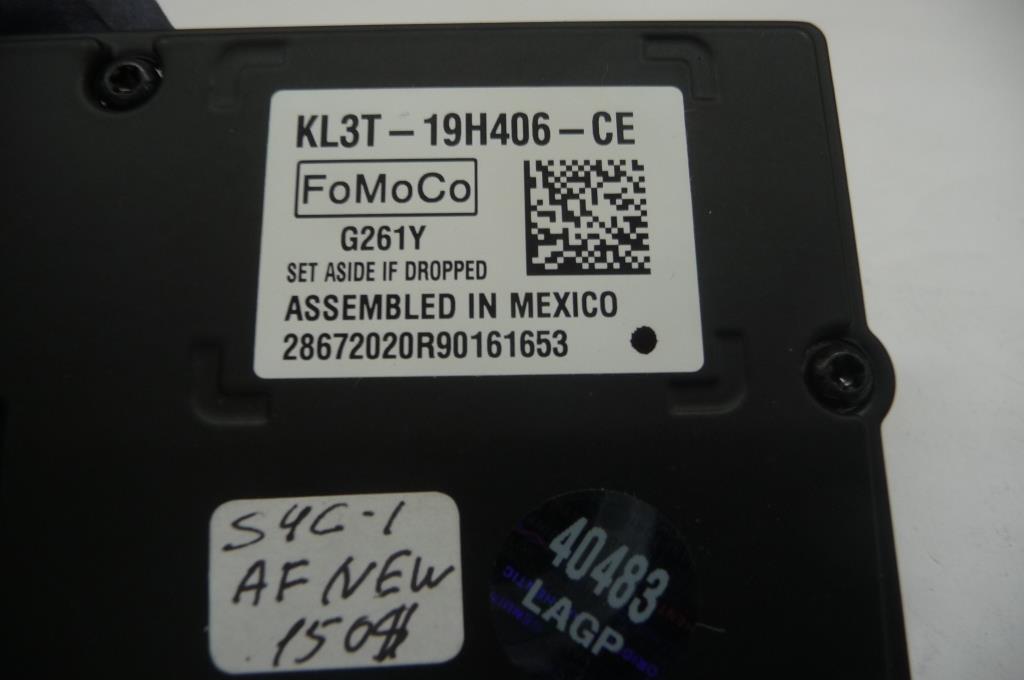 KL3T-19H406-CE
FoMoCo
G261Y
SET ASIDE IF DROPPED
ASSEMBLED IN MEXICO
28672020R90161653
SYC-1
AF NEW
150$
40483
LAGP